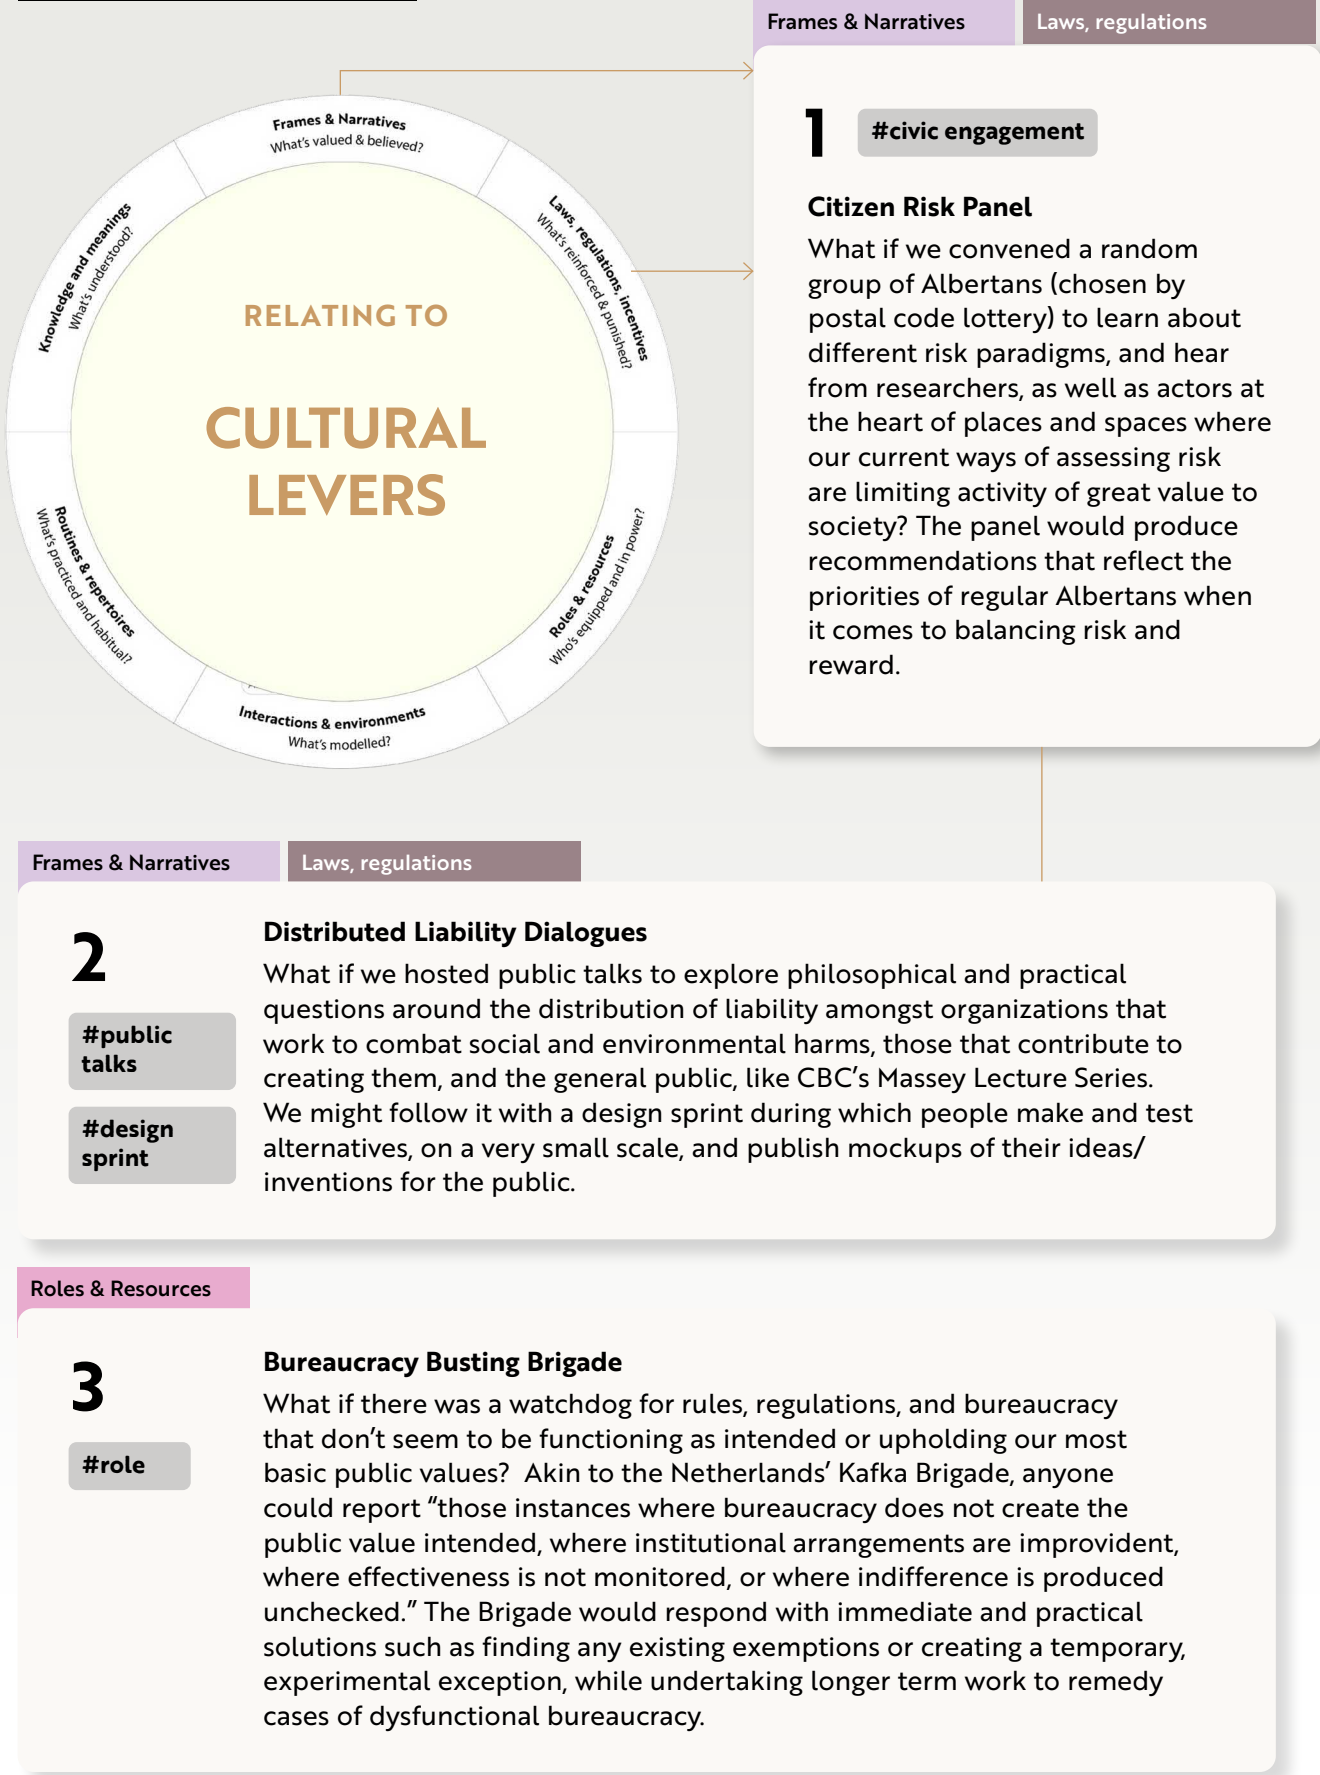 Frames & Narratives
Laws, regulations
Frames & Narratives
What's valued & believed?
Laws, regulations, incentives
What's reinforced & punished?
Roles & resources
Who's equipped and in power?
Interactions & environments
What's modelled?
Routines & repertoires
What's practiced and habitual?
Knowledge and meanings
What's understood?
RELATING TO
CULTURAL
LEVERS
1
#civic engagement
Citizen Risk Panel
What if we convened a random
group of Albertans (chosen by
postal code lottery) to learn about
different risk paradigms, and hear
from researchers, as well as actors at
the heart of places and spaces where
our current ways of assessing risk
are limiting activity of great value to
society? The panel would produce
recommendations that reflect the
priorities of regular Albertans when
it comes to balancing risk and
reward.
Frames & Narratives
Laws, regulations
2
#public
talks
#design
sprint
Distributed Liability Dialogues
What if we hosted public talks to explore philosophical and practical
questions around the distribution of liability amongst organizations that
work to combat social and environmental harms, those that contribute to
creating them, and the general public, like CBC’s Massey Lecture Series.
We might follow it with a design sprint during which people make and test
alternatives, on a very small scale, and publish mockups of their ideas/
inventions for the public.
Roles & Resources
3
#role
Bureaucracy Busting Brigade
What if there was a watchdog for rules, regulations, and bureaucracy
that don’t seem to be functioning as intended or upholding our most
basic public values?  Akin to the Netherlands’ Kafka Brigade, anyone
could report “those instances where bureaucracy does not create the
public value intended, where institutional arrangements are improvident,
where effectiveness is not monitored, or where indifference is produced
unchecked.” The Brigade would respond with immediate and practical
solutions such as finding any existing exemptions or creating a temporary,
experimental exception, while undertaking longer term work to remedy
cases of dysfunctional bureaucracy.